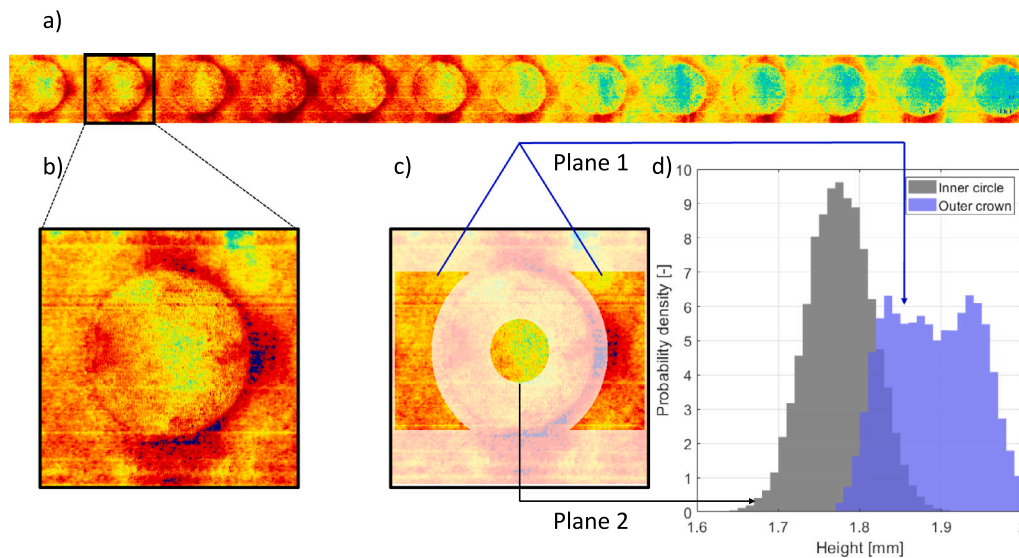 a)
b)
c)
Plane 1
d)
Inner circle
Outer crown
Probability density [-]
10
9
8
7
6
5
4
3
2
1
0
1.6
1.7
1.8
1.9
Height [mm]
Plane 2